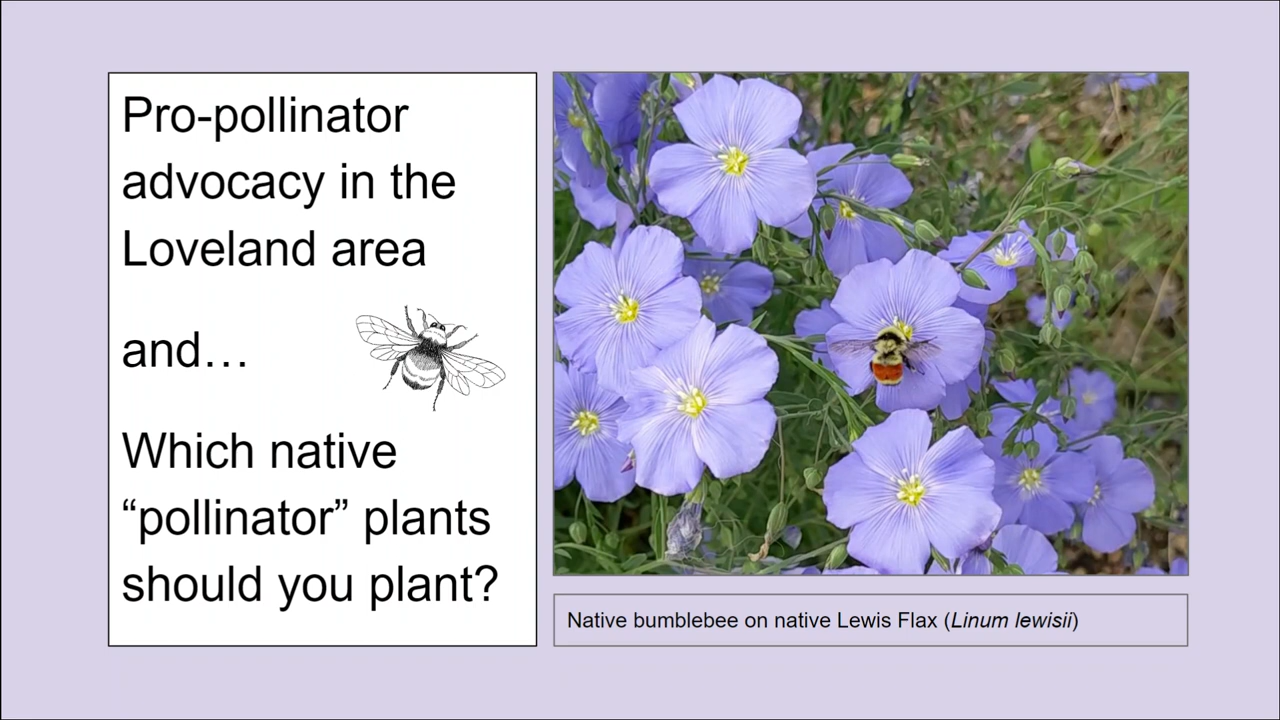 Pro-pollinator
advocacy in the
Loveland area
and…
Which native
“pollinator” plants
should you plant?
Native bumblebee on native Lewis Flax (Linum lewisii)